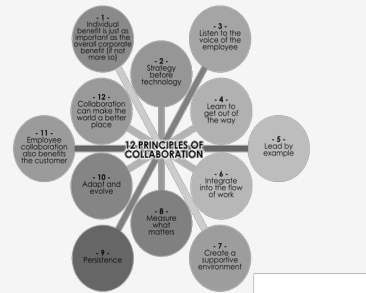 - 1 -
Individual
benefit is just as
important as the
overall corporate
benefit (if not
more so)
- 2 -
Strategy
before
technology
- 3 -
Listen to the
voice of the
employee
- 4 -
Learn to
get out of
the way
- 5 -
Lead by
example
- 6 -
Integrate
into the flow
of work
- 7 -
Create a
supportive
environment
- 8 -
Measure
what
matters
- 9 -
Persistence
- 10 -
Adapt and
evolve
- 11 -
Employee
collaboration
also benefits
the customer
- 12 -
Collaboration
can make the
world a better
place
12 PRINCIPLES OF
COLLABORATION